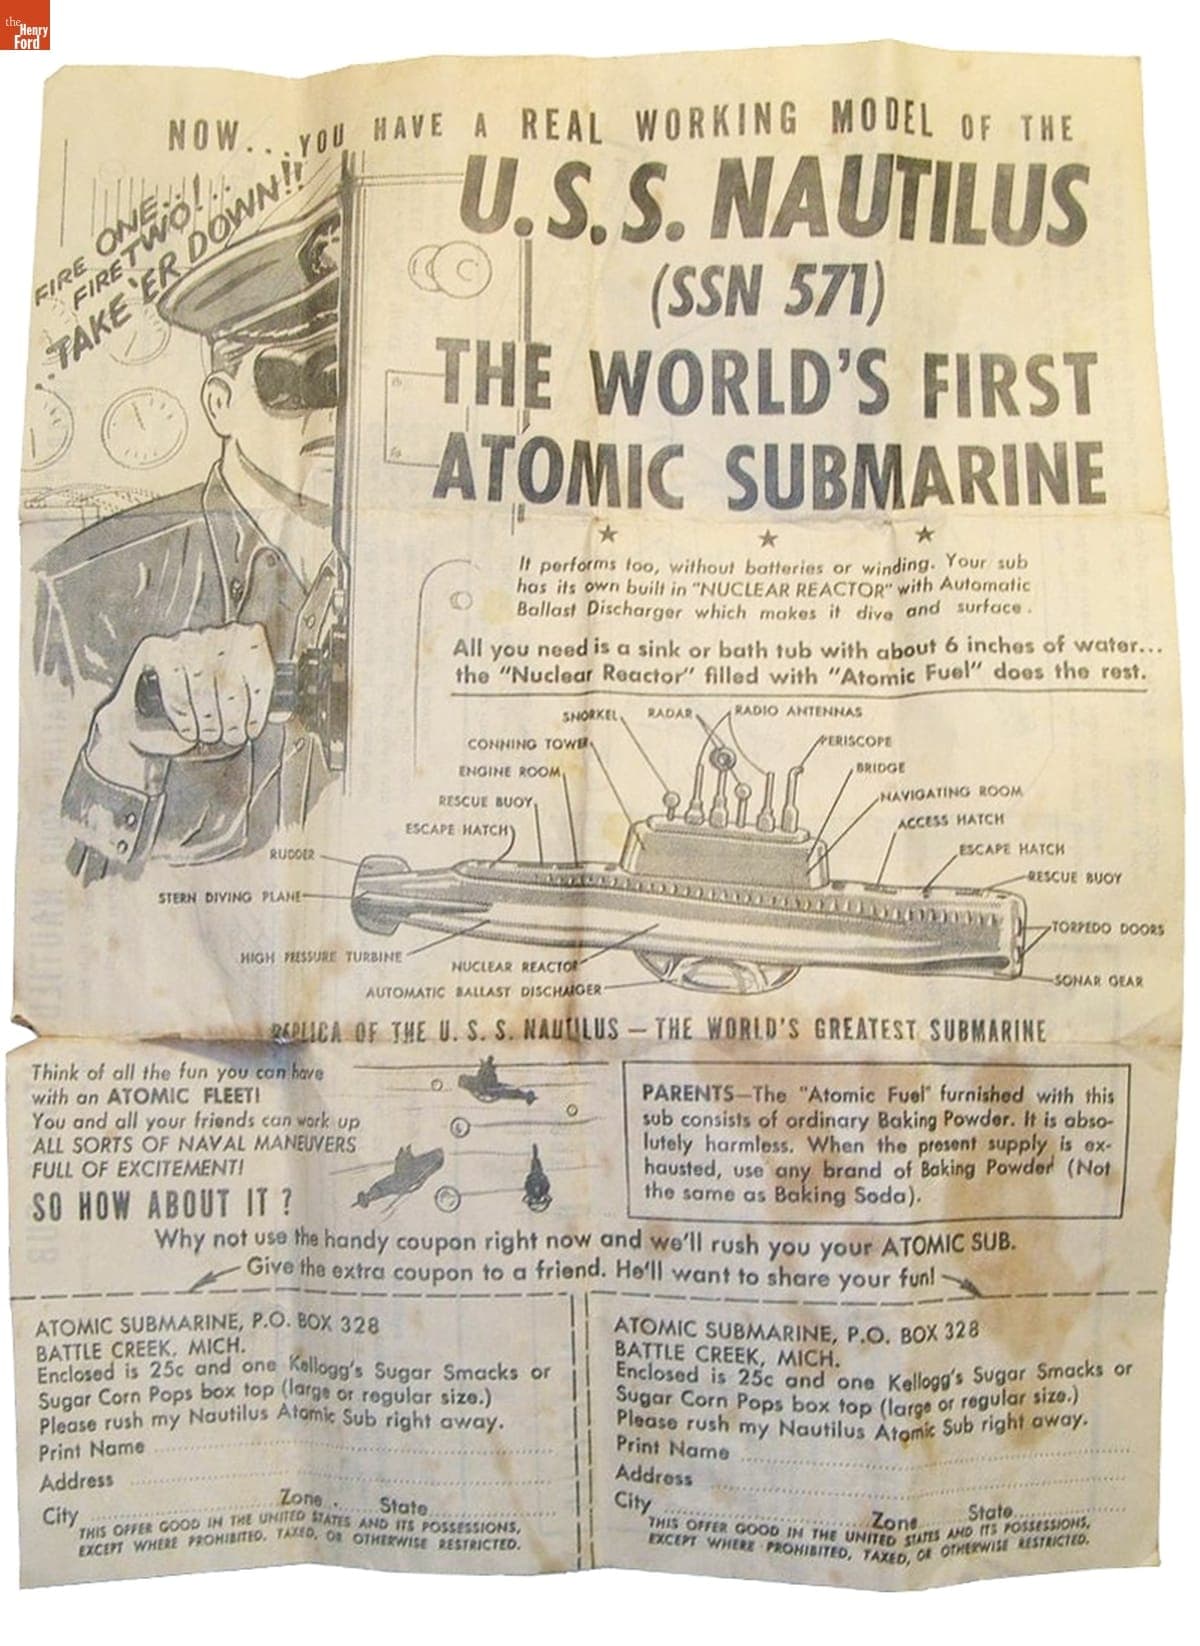 the
Henry
Ford
NOW...YOU HAVE A REAL WORKING MODEL OF THE
U.S.S. NAUTILUS
(SSN 571)
THE WORLD'S FIRST
ATOMIC SUBMARINE
FIRE ONE...
FIRE TWO!...
..TAKE 'ER DOWN!!
It performs too, without batteries or winding. Your sub
has its own built in "NUCLEAR REACTOR" with Automatic
Ballast Discharger which makes it dive and surface.
All you need is a sink or bath tub with about 6 inches of water...
the "Nuclear Reactor" filled with "Atomic Fuel" does the rest.
SNORKEL
RADAR
RADIO ANTENNAS
CONNING TOWER
PERISCOPE
ENGINE ROOM
BRIDGE
RESCUE BUOY
NAVIGATING ROOM
ESCAPE HATCH
ACCESS HATCH
RUDDER
ESCAPE HATCH
RESCUE BUOY
STERN DIVING PLANE
TORPEDO DOORS
HIGH PRESSURE TURBINE
NUCLEAR REACTOR
SONAR GEAR
AUTOMATIC BALLAST DISCHARGER
REPLICA OF THE U. S. S. NAUTILUS — THE WORLD'S GREATEST SUBMARINE
Think of all the fun you can have
with an ATOMIC FLEET!
You and all your friends can work up
ALL SORTS OF NAVAL MANEUVERS
FULL OF EXCITEMENT!
SO HOW ABOUT IT ?
PARENTS—The "Atomic Fuel" furnished with this
sub consists of ordinary Baking Powder. It is abso-
lutely harmless. When the present supply is ex-
hausted, use any brand of Baking Powder (Not
the same as Baking Soda).
Why not use the handy coupon right now and we'll rush you your ATOMIC SUB.
Give the extra coupon to a friend. He'll want to share your fun!
ATOMIC SUBMARINE, P.O. BOX 328
BATTLE CREEK, MICH.
Enclosed is 25c and one Kellogg's Sugar Smacks or
Sugar Corn Pops box top (large or regular size.)
Please rush my Nautilus Atomic Sub right away.
Print Name
Address
City Zone State
THIS OFFER GOOD IN THE UNITED STATES AND ITS POSSESSIONS,
EXCEPT WHERE PROHIBITED, TAXED, OR OTHERWISE RESTRICTED.
ATOMIC SUBMARINE, P.O. BOX 328
BATTLE CREEK, MICH.
Enclosed is 25c and one Kellogg's Sugar Smacks or
Sugar Corn Pops box top (large or regular size.)
Please rush my Nautilus Atomic Sub right away.
Print Name
Address
City Zone State
THIS OFFER GOOD IN THE UNITED STATES AND ITS POSSESSIONS,
EXCEPT WHERE PROHIBITED, TAXED, OR OTHERWISE RESTRICTED.